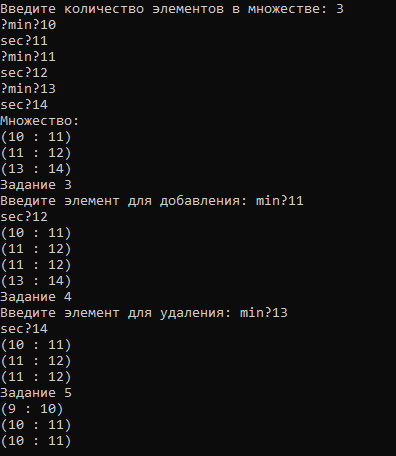 Введите количество элементов в множестве: 3
?min?10
sec?11
?min?11
sec?12
?min?13
sec?14
Множество:
(10 : 11)
(11 : 12)
(13 : 14)
Задание 3
Введите элемент для добавления: min?11
sec?12
(10 : 11)
(11 : 12)
(11 : 12)
(13 : 14)
Задание 4
Введите элемент для удаления: min?13
sec?14
(10 : 11)
(11 : 12)
(11 : 12)
Задание 5
(9 : 10)
(10 : 11)
(10 : 11)